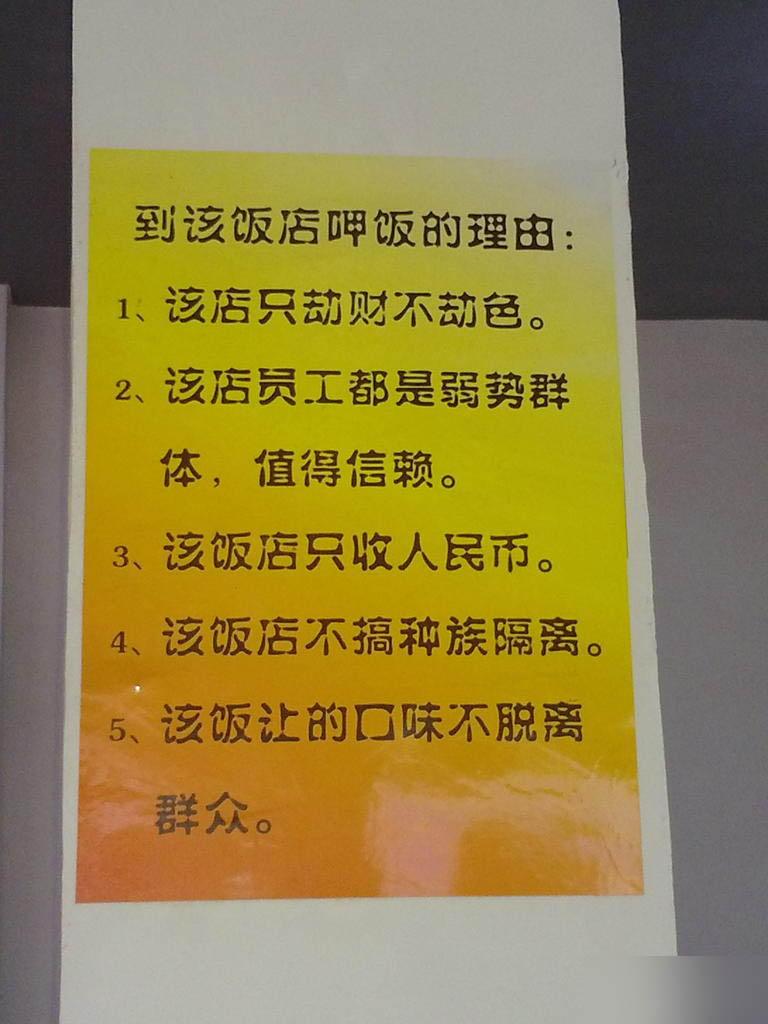 到该饭店呷饭的理由：
1、该店只劫财不劫色。
2、该店员工都是弱势群
体，值得信赖。
3、该饭店只收人民币。
4、该饭店不搞种族隔离。
5、该饭让的口味不脱离
群众。